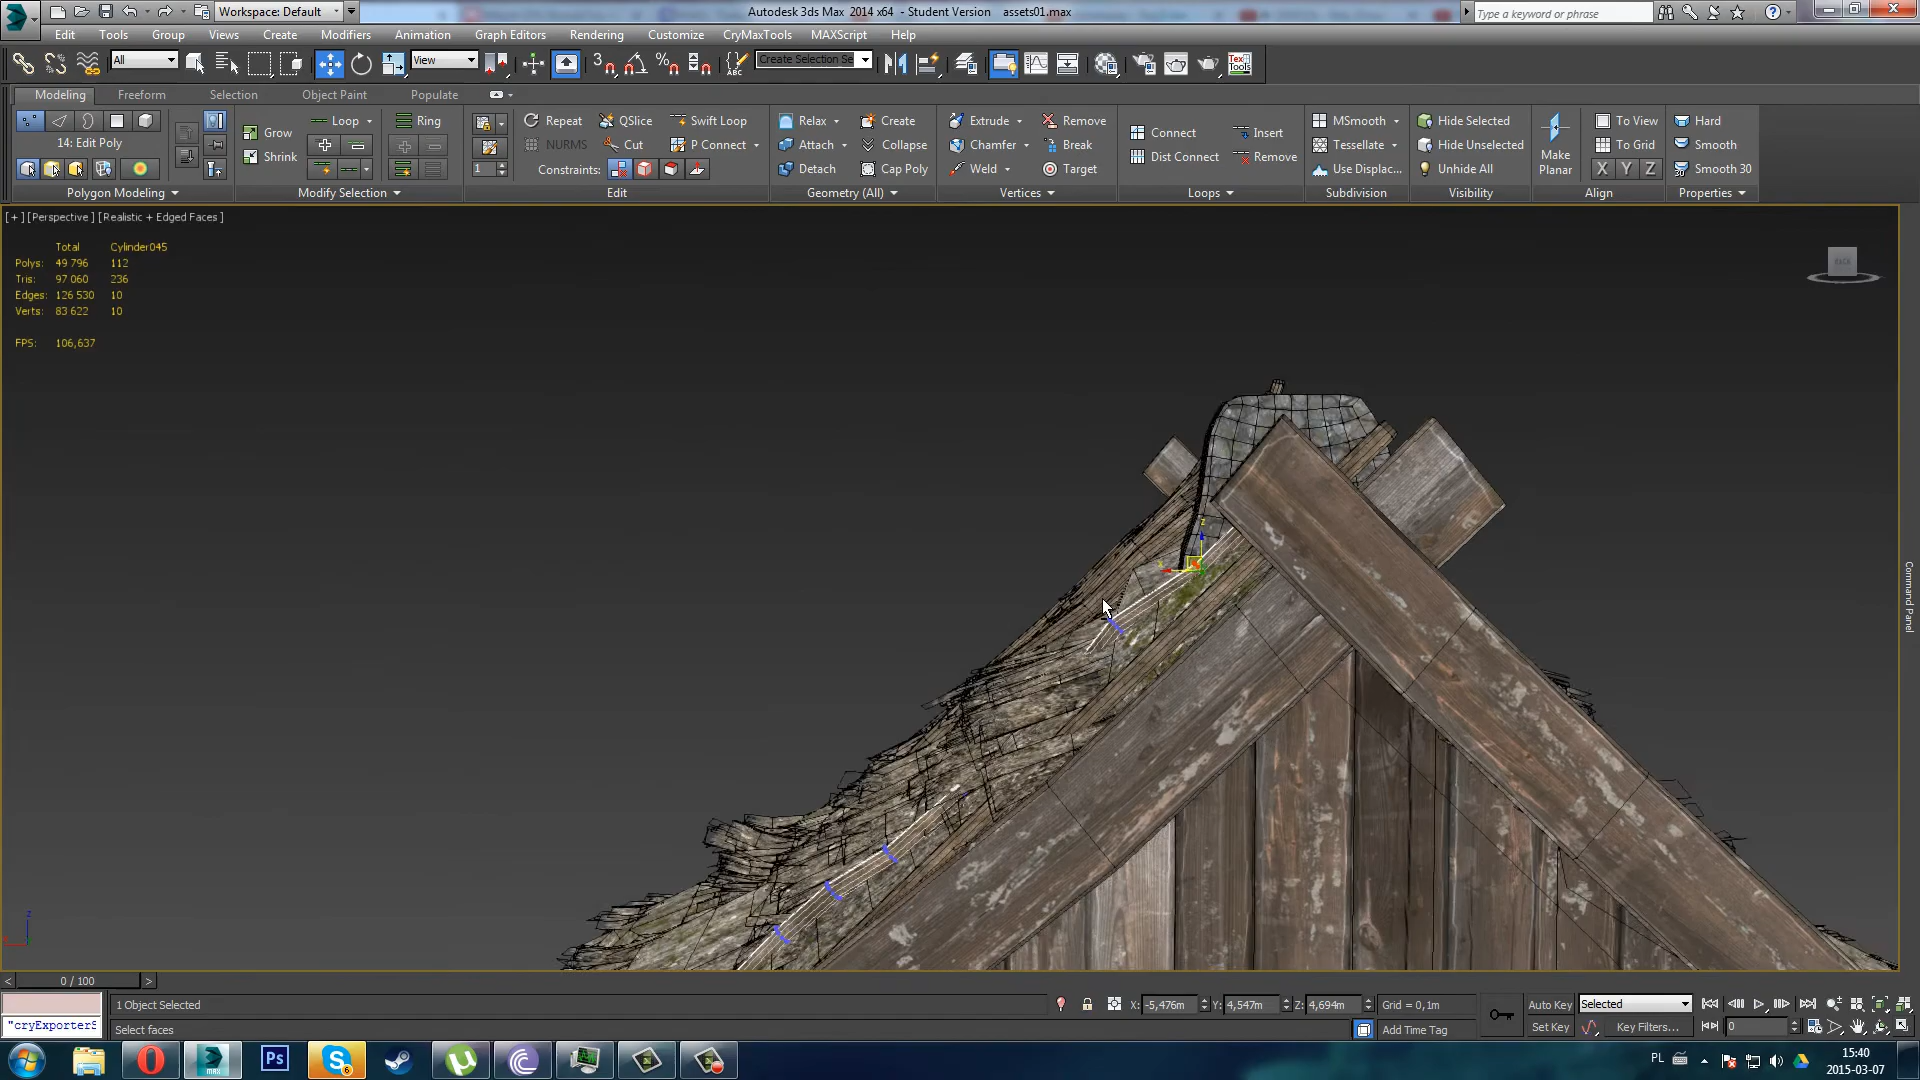 Workspace: Default
Autodesk 3ds Max 2014 x64 - Student Version assets01.max
Type a keyword or phrase
Edit Tools Group Views Create Modifiers Animation Graph Editors Rendering Customize CryMaxTools MAXScript Help
All View Create Selection Se
Modeling Freeform Selection Object Paint Populate
Loop Ring Repeat QSlice Swift Loop Relax Create Extrude Remove Connect Insert MSmooth Hide Selected To View Hard
14: Edit Poly Grow NURMS Cut P Connect Attach Collapse Chamfer Break Tessellate Hide Unselected Make Planar To Grid Smooth
Shrink 1 Constraints: Detach Cap Poly Weld Target Dist Connect Remove Use Displac... Unhide All X Y Z Smooth 30
Polygon Modeling Modify Selection Edit Geometry (All) Vertices Loops Subdivision Visibility Align Properties
[+] [Perspective] [Realistic + Edged Faces]
Total Cylinder045
Polys: 49 796 112
Tris: 97 060 236
Edges: 126 530 10
Verts: 83 622 10
FPS: 106,637
Command Panel
0 / 100
1 Object Selected X: -5,476m Y: 4,547m Z: 4,694m Grid = 0,1m Auto Key Selected
"cryExporterS Select faces Add Time Tag Set Key Key Filters... 0
PL 15:40
2015-03-07